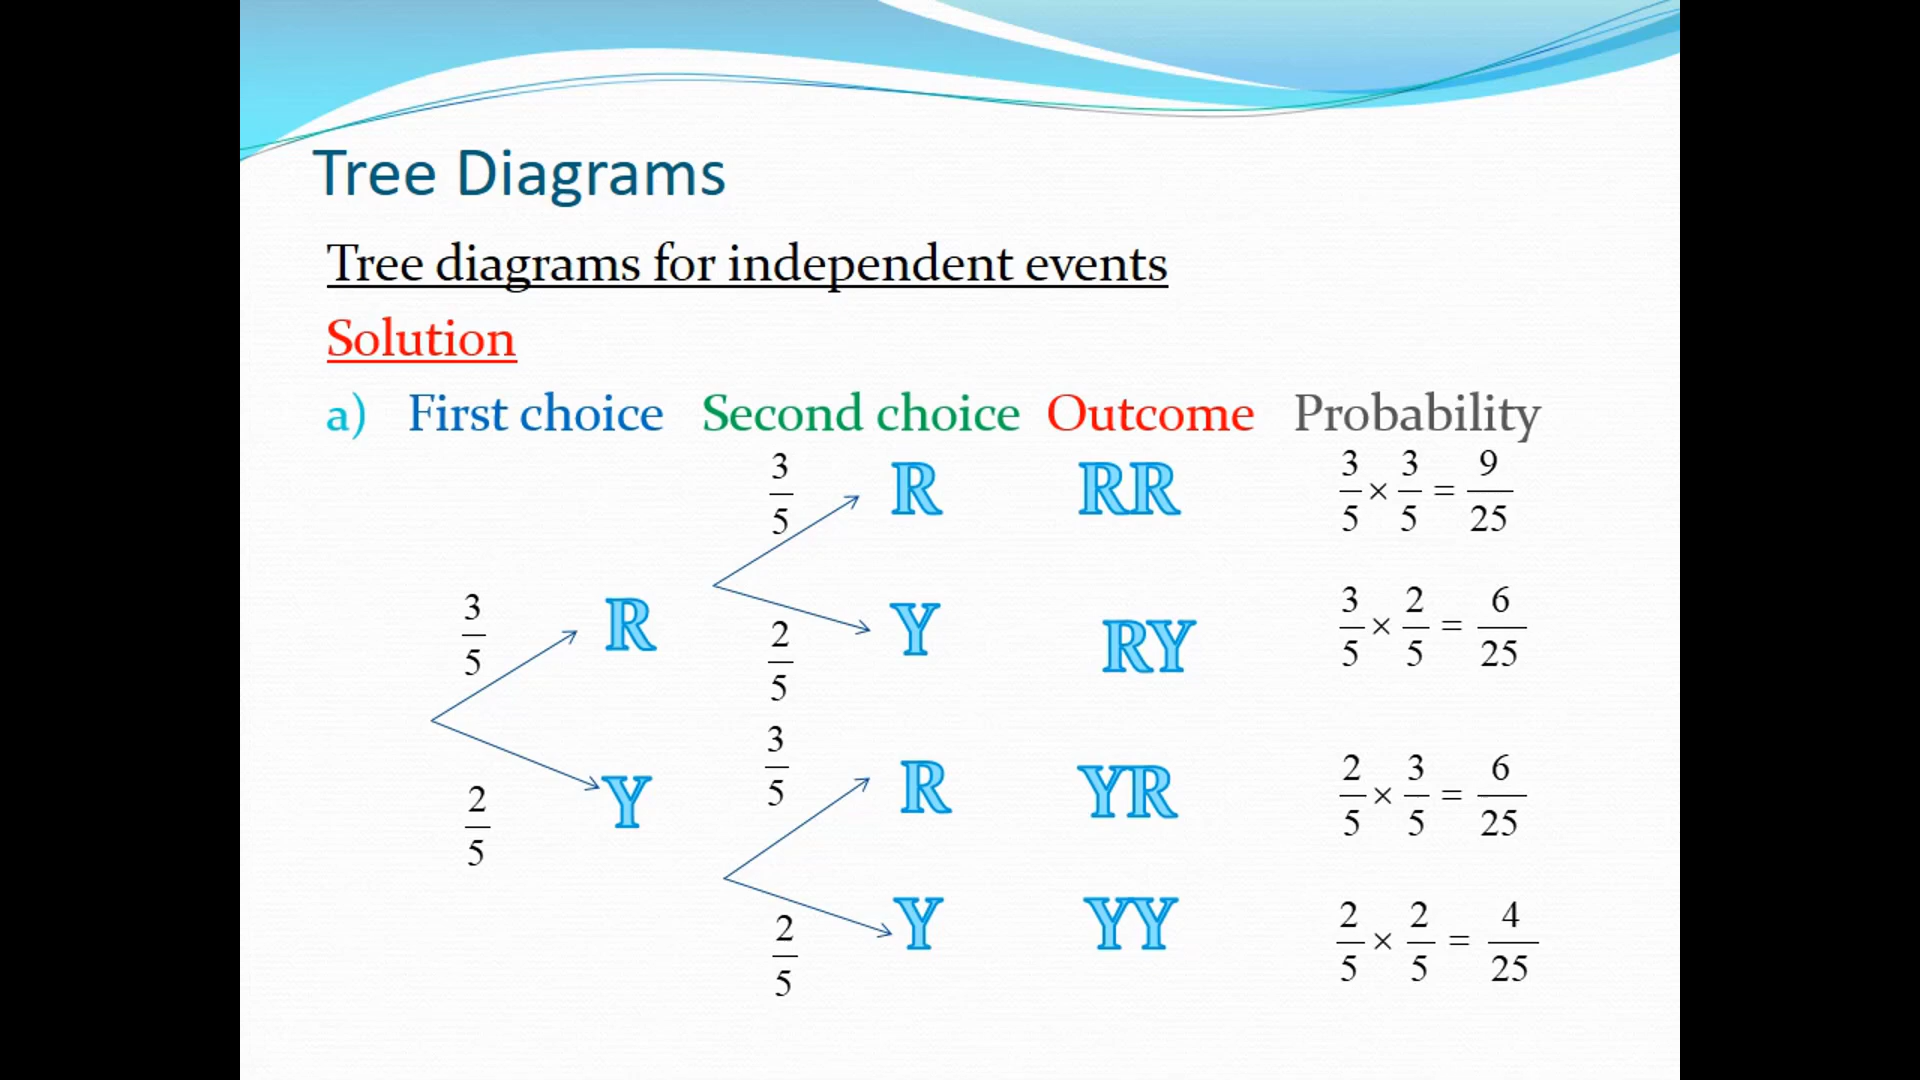 Tree Diagrams
Tree diagrams for independent events
Solution
a) First choice Second choice Outcome Probability
3/5 R RR 3/5 × 3/5 = 9/25
3/5 R
2/5 Y RY 3/5 × 2/5 = 6/25
3/5 R YR 2/5 × 3/5 = 6/25
2/5 Y
2/5 Y YY 2/5 × 2/5 = 4/25